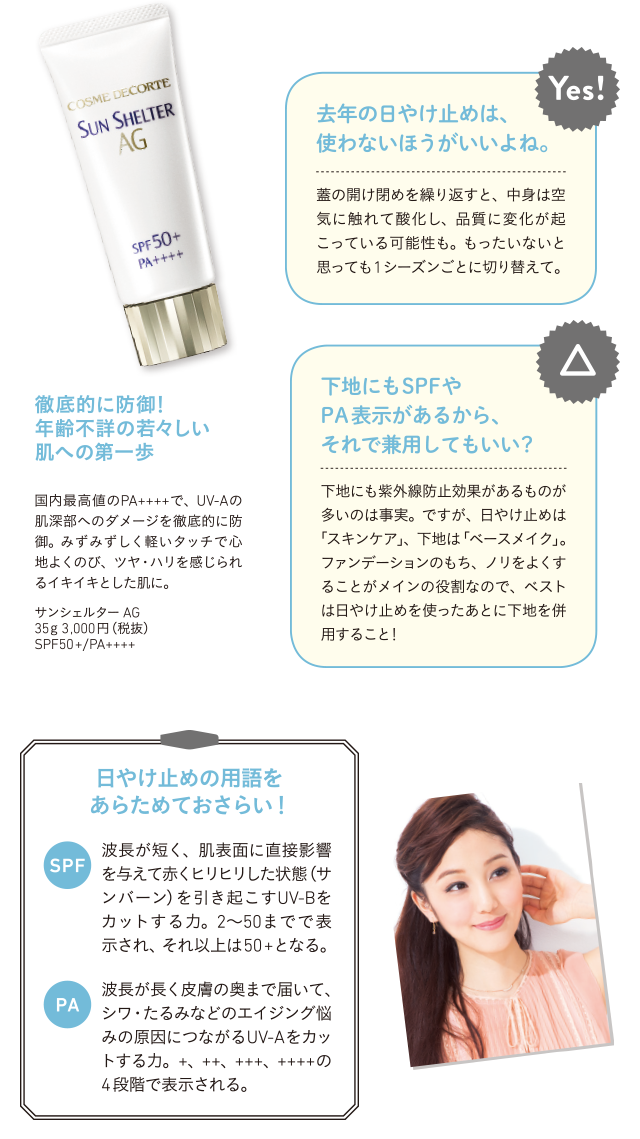 COSME DECORTE
SUN SHELTER
AG
SPF50+
PA++++
Yes!
去年の日やけ止めは、
使わないほうがいいよね。
蓋の開け閉めを繰り返すと、中身は空
気に触れて酸化し、品質に変化が起
こっている可能性も。もったいないと
思っても1シーズンごとに切り替えて。
徹底的に防御!
年齢不詳の若々しい
肌への第一歩
国内最高値のPA++++で、UV-Aの
肌深部へのダメージを徹底的に防
御。みずみずしく軽いタッチで心
地よくのび、ツヤ・ハリを感じられ
るイキイキとした肌に。
サンシェルター AG
35g 3,000円(税抜)
SPF50+/PA++++
△
下地にもSPFや
PA表示があるから、
それで兼用してもいい?
下地にも紫外線防止効果があるものが
多いのは事実。ですが、日やけ止めは
「スキンケア」、下地は「ベースメイク」。
ファンデーションのもち、ノリをよくす
ることがメインの役割なので、ベスト
は日やけ止めを使ったあとに下地を併
用すること!
日やけ止めの用語を
あらためておさらい!
SPF
波長が短く、肌表面に直接影響
を与えて赤くヒリヒリした状態(サ
ンバーン)を引き起こすUV-Bを
カットする力。2〜50までで表
示され、それ以上は50+となる。
PA
波長が長く皮膚の奥まで届いて、
シワ・たるみなどのエイジング悩
みの原因につながるUV-Aをカッ
トする力。+、++、+++、++++の
4段階で表示される。